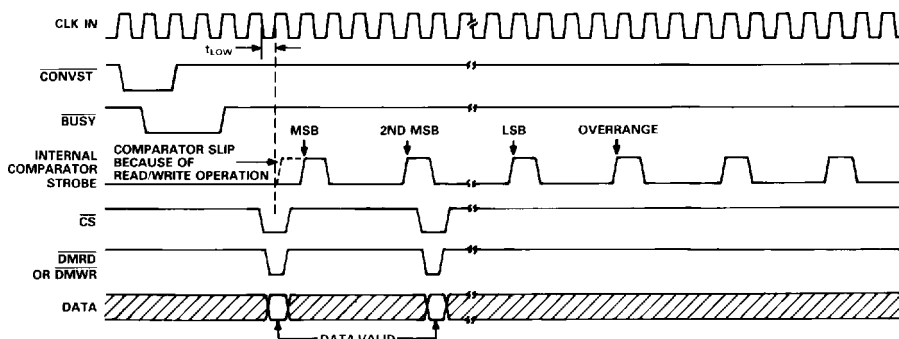 CLK IN
tLOW
CONVST
BUSY
MSB
2ND MSB
LSB
OVERRANGE
INTERNAL
COMPARATOR
STROBE
COMPARATOR SLIP
BECAUSE OF
READ/WRITE OPERATION
CS
DMRD
OR DMWR
DATA
DATA VALID